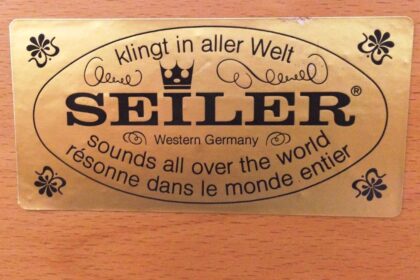 klingt in aller Welt
SEILER®
Western Germany
sounds all over the world
résonne dans le monde entier